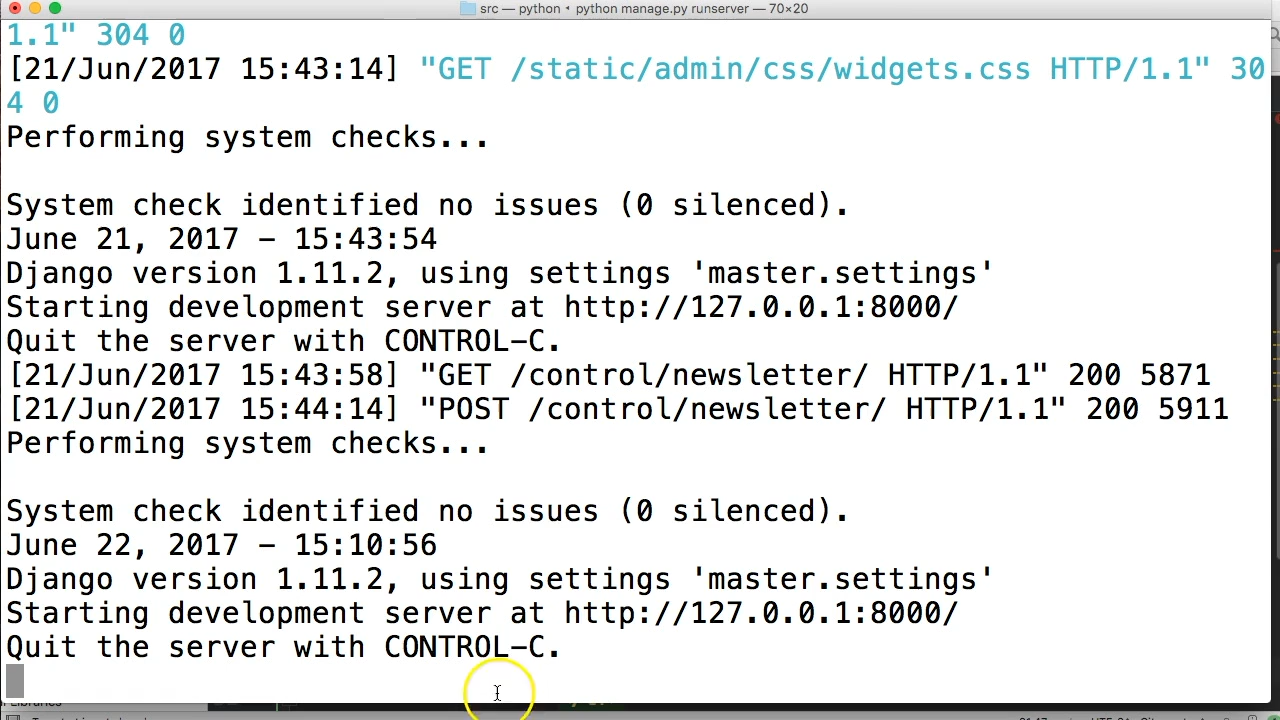 src — python ‹ python manage.py runserver — 70×20
1.1" 304 0
[21/Jun/2017 15:43:14] "GET /static/admin/css/widgets.css HTTP/1.1" 30
4 0
Performing system checks...
System check identified no issues (0 silenced).
June 21, 2017 – 15:43:54
Django version 1.11.2, using settings 'master.settings'
Starting development server at http://127.0.0.1:8000/
Quit the server with CONTROL-C.
[21/Jun/2017 15:43:58] "GET /control/newsletter/ HTTP/1.1" 200 5871
[21/Jun/2017 15:44:14] "POST /control/newsletter/ HTTP/1.1" 200 5911
Performing system checks...
System check identified no issues (0 silenced).
June 22, 2017 – 15:10:56
Django version 1.11.2, using settings 'master.settings'
Starting development server at http://127.0.0.1:8000/
Quit the server with CONTROL-C.